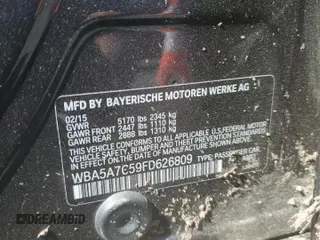 MFD BY BAYERISCHE MOTOREN WERKE AG
02/15
GVWR 5170 lbs 2345 kg
GAWR FRONT 2447 lbs 1110 kg
GAWR REAR 2888 lbs 1310 kg
THIS VEHICLE CONFORMS TO ALL APPLICABLE U.S. FEDERAL
MOTOR VEHICLE SAFETY, BUMPER, AND THEFT PREVENTION
STANDARDS IN EFFECT ON THE DATE OF
MANUFACTURE SHOWN ABOVE.
WBA5A7C59FD626809 TYPE: PASSENGER CAR
DREAMBID